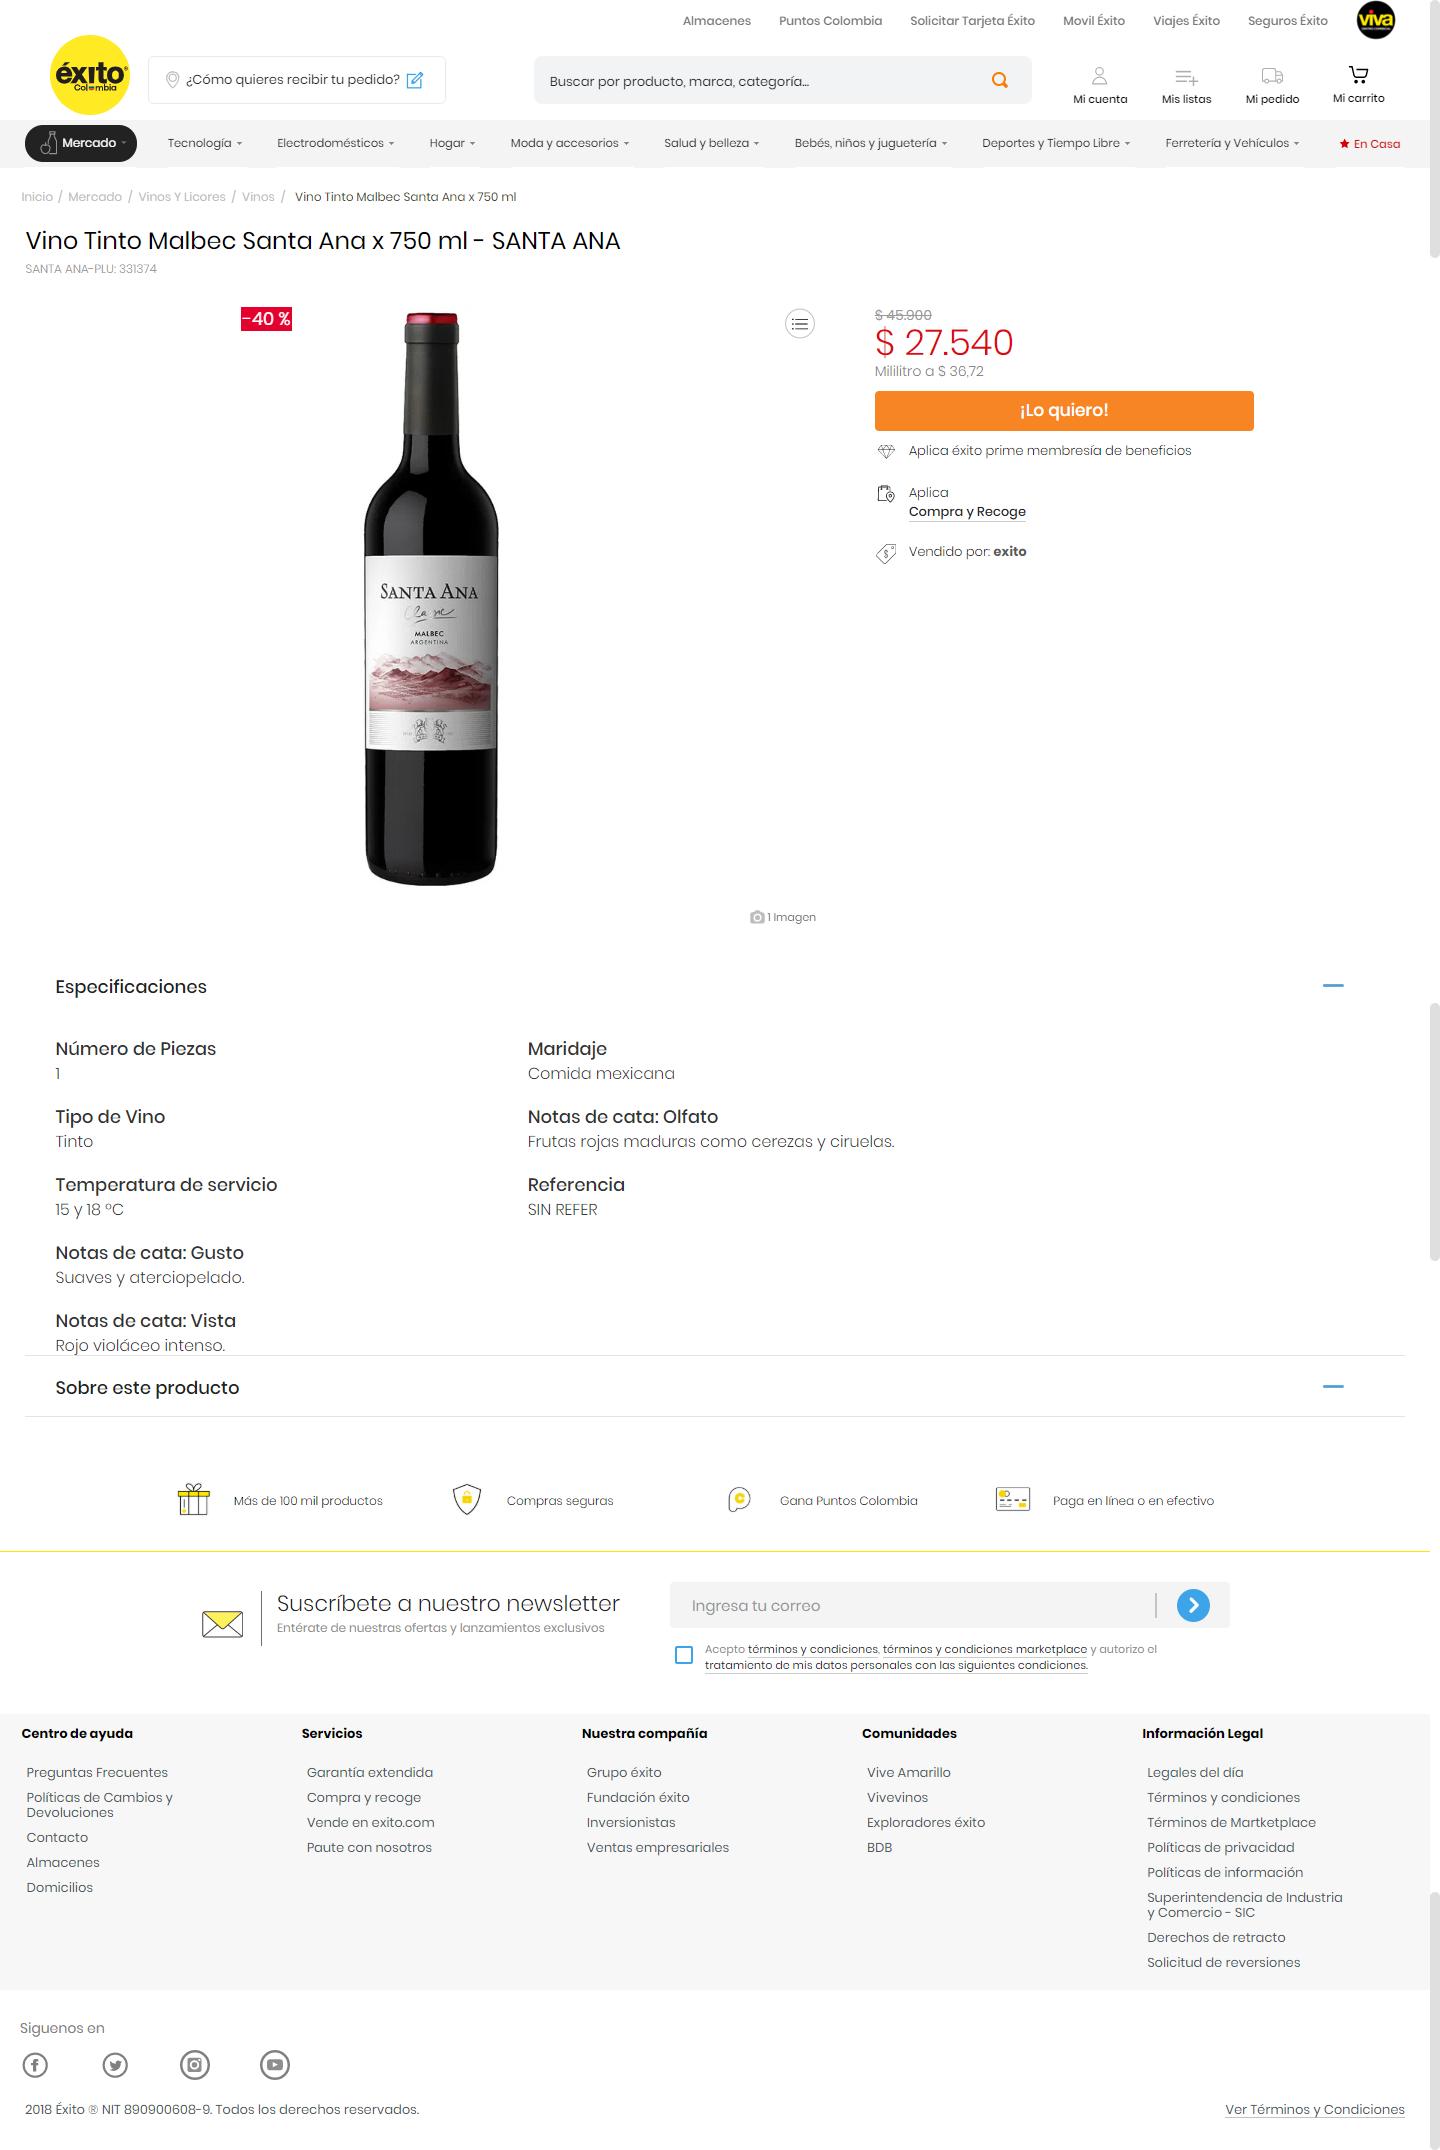 Almacenes
Puntos Colombia
Solicitar Tarjeta Éxito
Movil Éxito
Viajes Éxito
Seguros Éxito
viva
éxito
Colombia
¿Cómo quieres recibir tu pedido?
Buscar por producto, marca, categoría...
Mi cuenta
Mis listas
Mi pedido
Mi carrito
Mercado
Tecnología
Electrodomésticos
Hogar
Moda y accesorios
Salud y belleza
Bebés, niños y juguetería
Deportes y Tiempo Libre
Ferretería y Vehículos
En Casa
Inicio / Mercado / Vinos Y Licores / Vinos / Vino Tinto Malbec Santa Ana x 750 ml
Vino Tinto Malbec Santa Ana x 750 ml - SANTA ANA
SANTA ANA-PLU: 331374
-40 %
SANTA ANA
Classic
MALBEC
ARGENTINA
1 Imagen
$ 45.900
$ 27.540
Mililitro a $ 36,72
¡Lo quiero!
Aplica éxito prime membresía de beneficios
Aplica
Compra y Recoge
Vendido por: exito
Especificaciones
Número de Piezas
1
Tipo de Vino
Tinto
Temperatura de servicio
15 y 18 °C
Notas de cata: Gusto
Suaves y aterciopelado.
Notas de cata: Vista
Rojo violáceo intenso.
Maridaje
Comida mexicana
Notas de cata: Olfato
Frutas rojas maduras como cerezas y ciruelas.
Referencia
SIN REFER
Sobre este producto
Más de 100 mil productos
Compras seguras
Gana Puntos Colombia
Paga en línea o en efectivo
Suscríbete a nuestro newsletter
Entérate de nuestras ofertas y lanzamientos exclusivos
Ingresa tu correo
Acepto términos y condiciones, términos y condiciones marketplace y autorizo el
tratamiento de mis datos personales con las siguientes condiciones.
Centro de ayuda
Preguntas Frecuentes
Políticas de Cambios y
Devoluciones
Contacto
Almacenes
Domicilios
Servicios
Garantía extendida
Compra y recoge
Vende en exito.com
Paute con nosotros
Nuestra compañía
Grupo éxito
Fundación éxito
Inversionistas
Ventas empresariales
Comunidades
Vive Amarillo
Vivevinos
Exploradores éxito
BDB
Información Legal
Legales del día
Términos y condiciones
Términos de Martketplace
Políticas de privacidad
Políticas de información
Superintendencia de Industria
y Comercio - SIC
Derechos de retracto
Solicitud de reversiones
Siguenos en
2018 Éxito ® NIT 890900608-9. Todos los derechos reservados.
Ver Términos y Condiciones